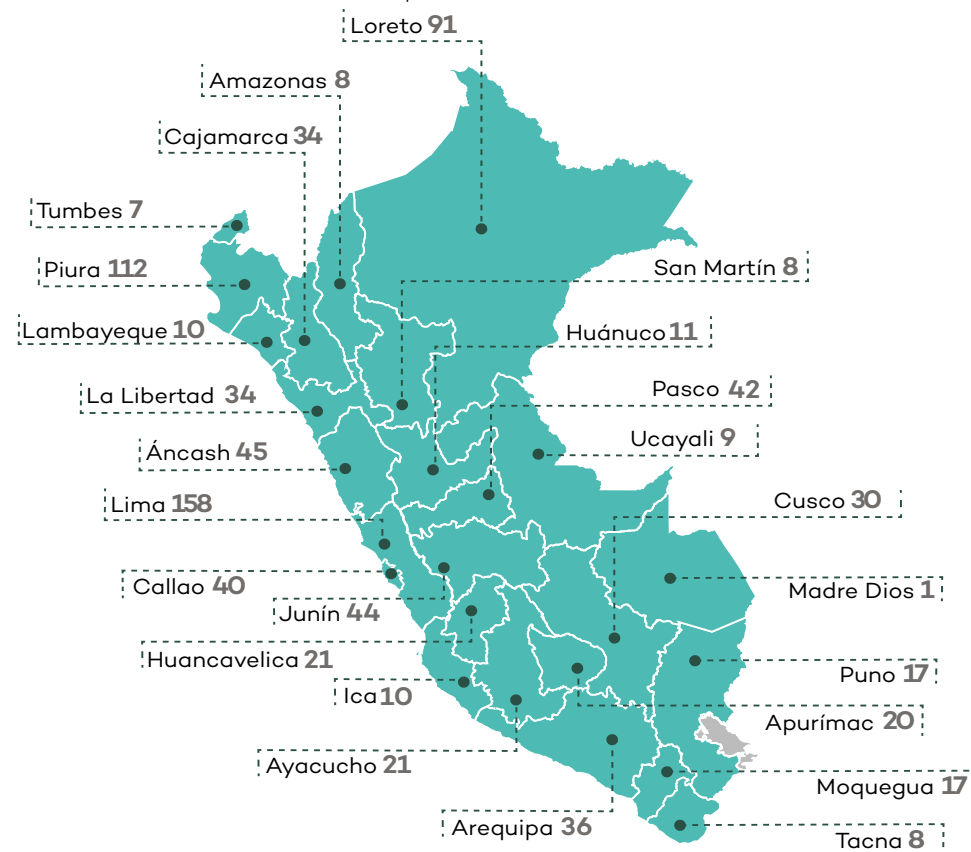 Loreto 91
Amazonas 8
Cajamarca 34
Tumbes 7
Piura 112
San Martín 8
Lambayeque 10
Huánuco 11
La Libertad 34
Pasco 42
Áncash 45
Ucayali 9
Lima 158
Cusco 30
Callao 40
Madre Dios 1
Junín 44
Huancavelica 21
Puno 17
Ica 10
Apurímac 20
Ayacucho 21
Moquegua 17
Arequipa 36
Tacna 8